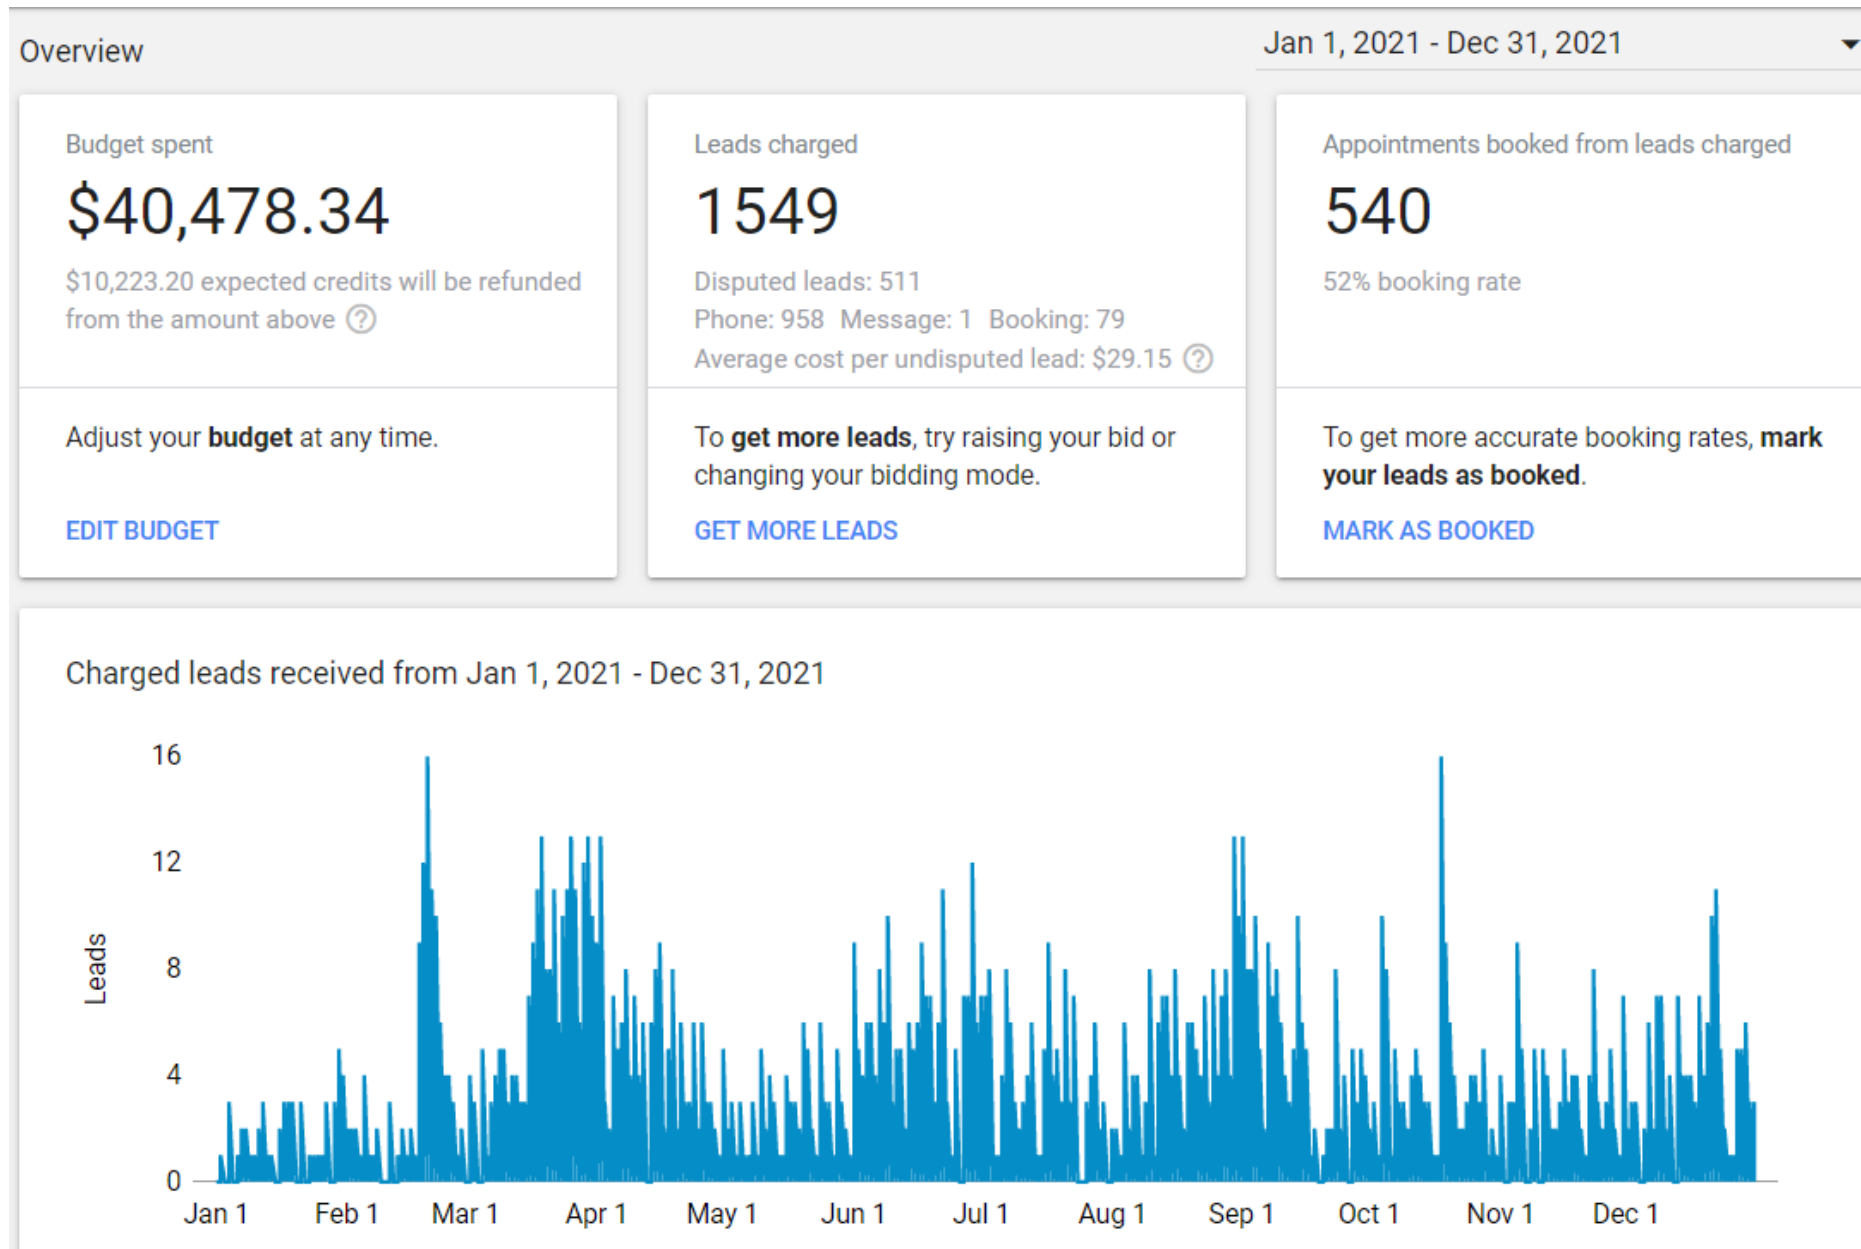 Overview
Jan 1, 2021 - Dec 31, 2021
Budget spent
$40,478.34
$10,223.20 expected credits will be refunded
from the amount above ?
Adjust your budget at any time.
EDIT BUDGET
Leads charged
1549
Disputed leads: 511
Phone: 958 Message: 1 Booking: 79
Average cost per undisputed lead: $29.15 ?
To get more leads, try raising your bid or
changing your bidding mode.
GET MORE LEADS
Appointments booked from leads charged
540
52% booking rate
To get more accurate booking rates, mark
your leads as booked.
MARK AS BOOKED
Charged leads received from Jan 1, 2021 - Dec 31, 2021
Leads
16
12
8
4
0
Jan 1 Feb 1 Mar 1 Apr 1 May 1 Jun 1 Jul 1 Aug 1 Sep 1 Oct 1 Nov 1 Dec 1